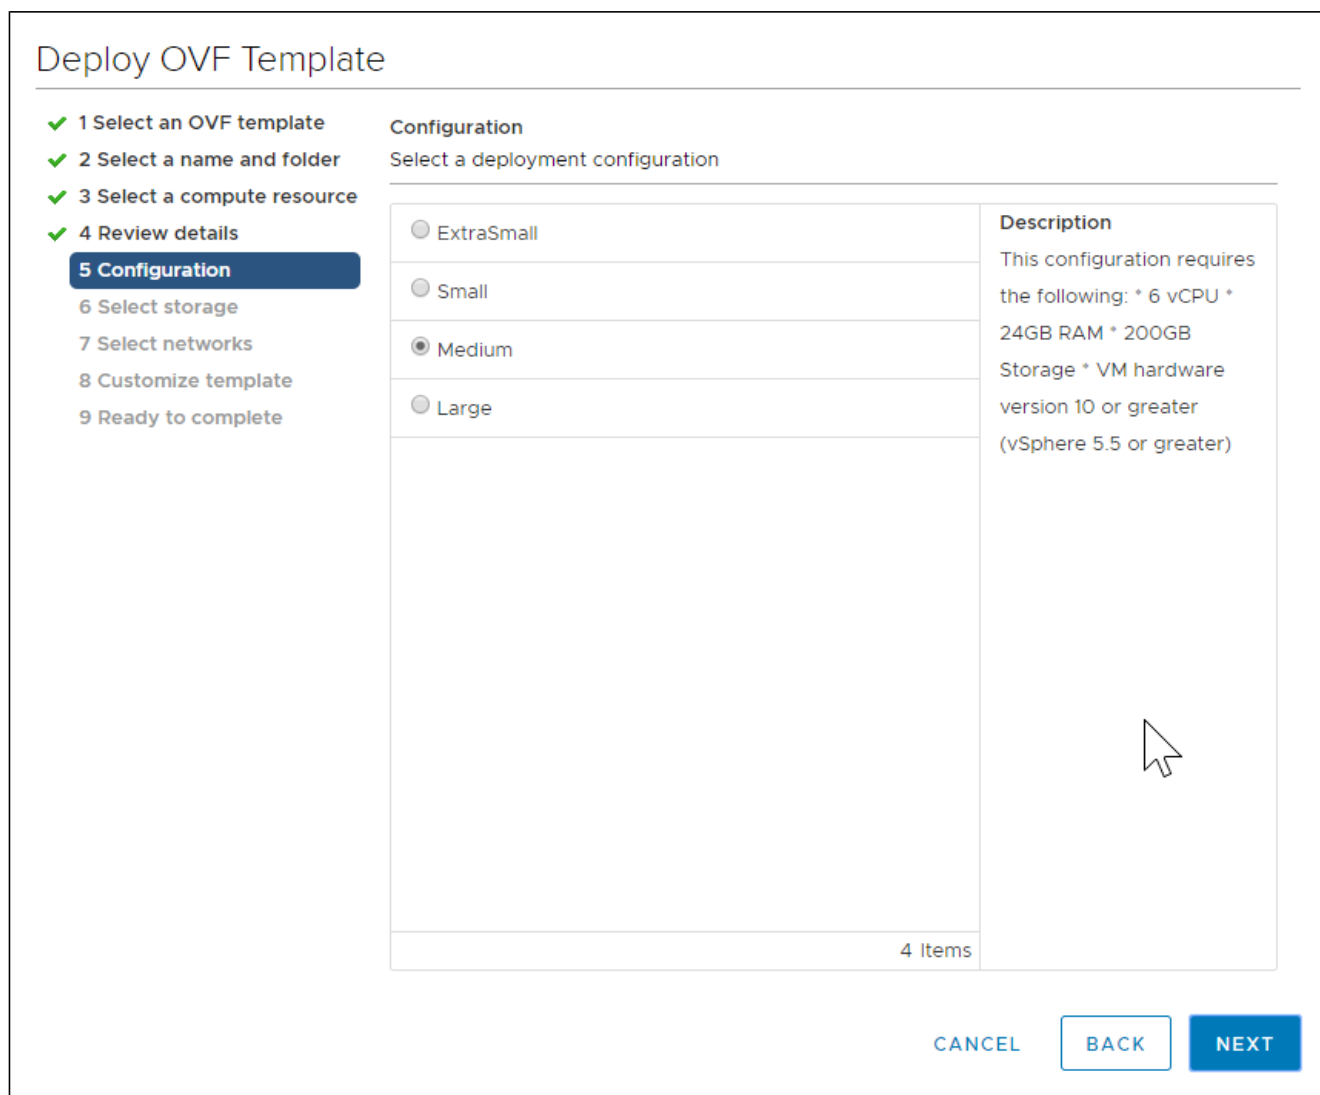 Deploy OVF Template
1 Select an OVF template
2 Select a name and folder
3 Select a compute resource
4 Review details
5 Configuration
6 Select storage
7 Select networks
8 Customize template
9 Ready to complete
Configuration
Select a deployment configuration
ExtraSmall
Small
Medium
Large
4 Items
Description
This configuration requires
the following: * 6 vCPU *
24GB RAM * 200GB
Storage * VM hardware
version 10 or greater
(vSphere 5.5 or greater)
CANCEL
BACK
NEXT